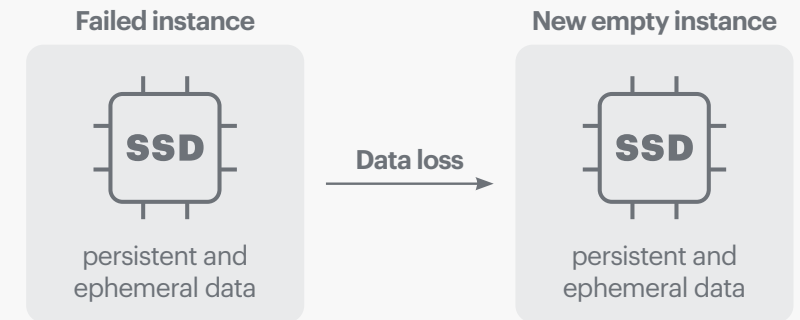 Failed instance
New empty instance
SSD
Data loss
SSD
persistent and
ephemeral data
persistent and
ephemeral data